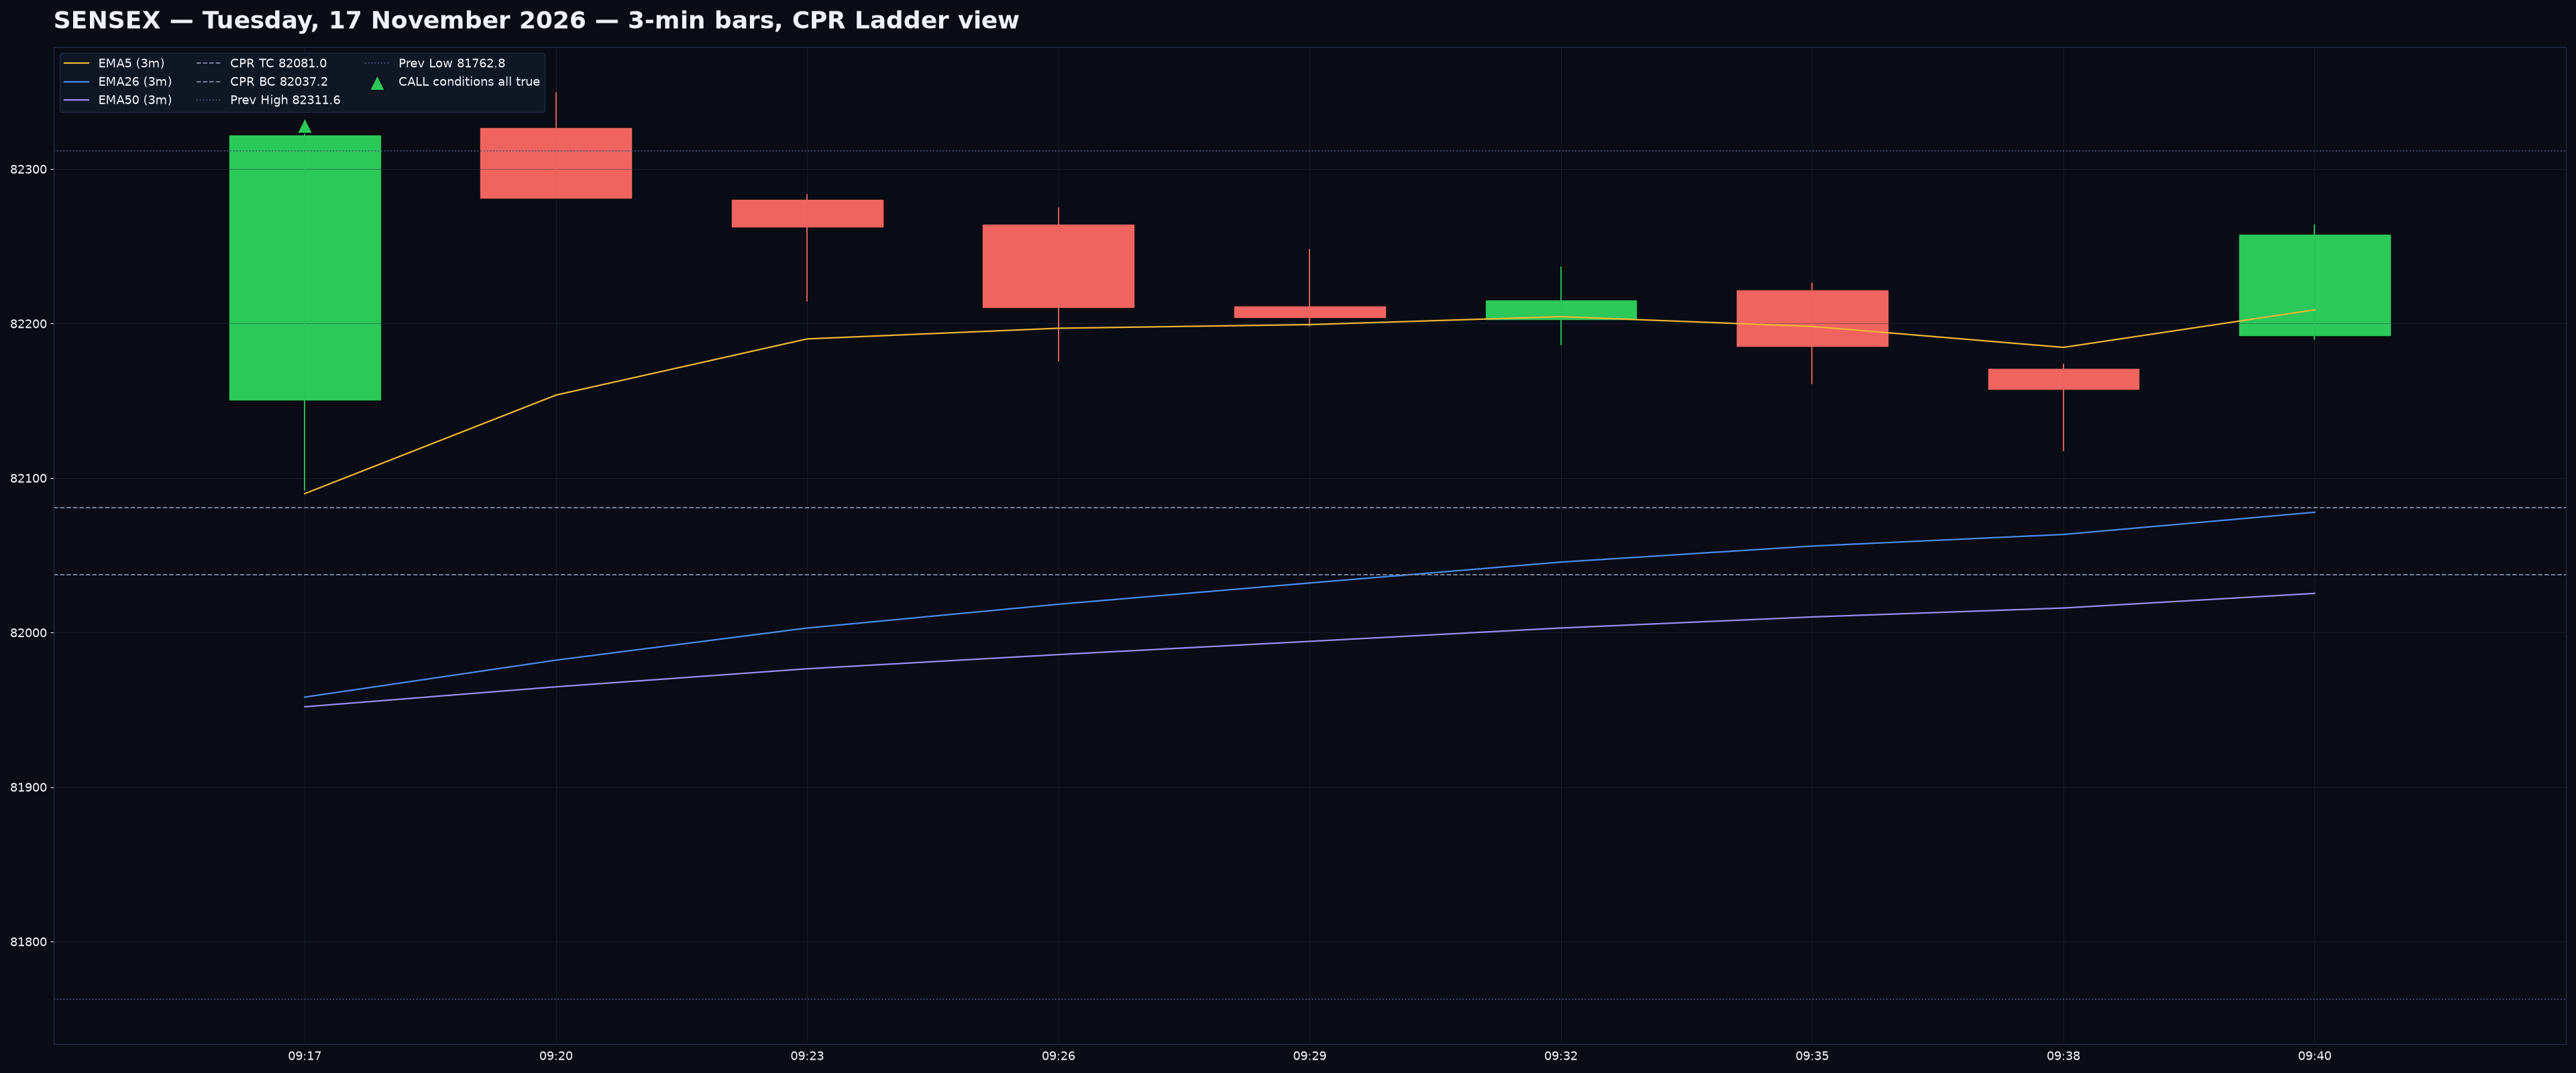 SENSEX — Tuesday, 17 November 2026 — 3-min bars, CPR Ladder view
EMA5 (3m)
EMA26 (3m)
EMA50 (3m)
CPR TC 82081.0
CPR BC 82037.2
Prev High 82311.6
Prev Low 81762.8
CALL conditions all true
82300
82200
82100
82000
81900
81800
09:17 09:20 09:23 09:26 09:29 09:32 09:35 09:38 09:40